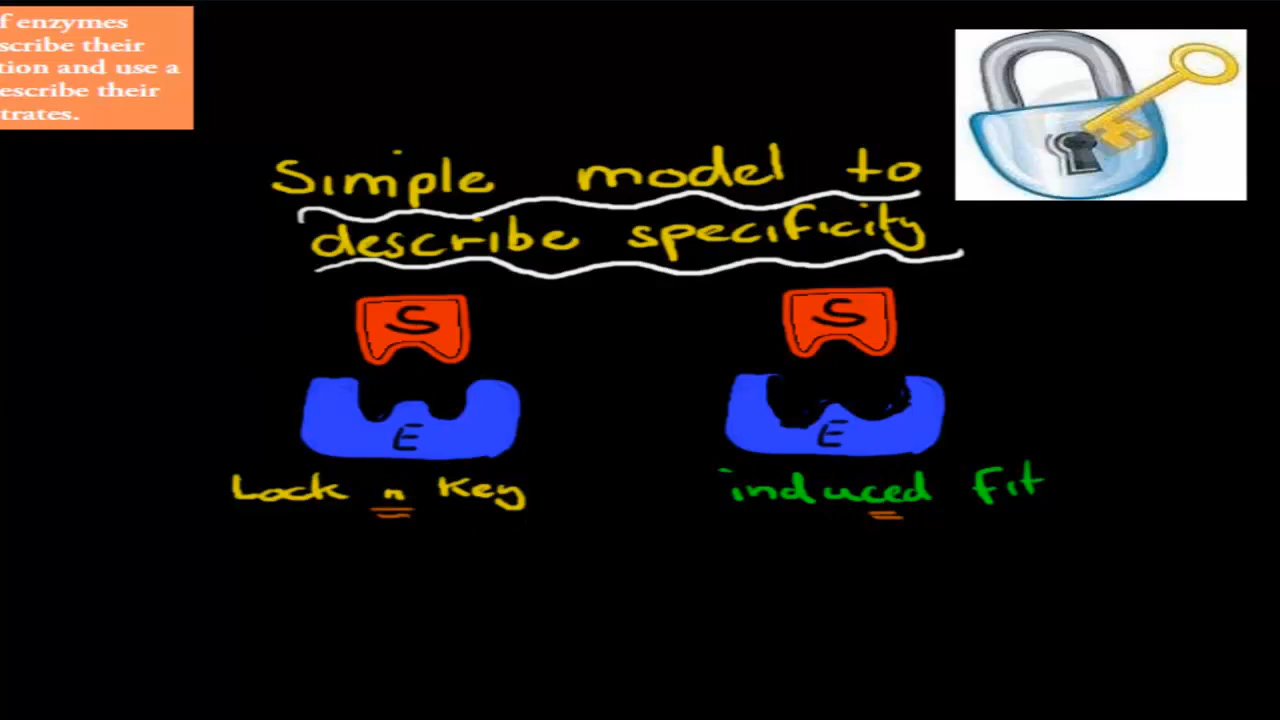 f enzymes
scribe their
tion and use a
escribe their
trates.
Simple model to
describe specificity
S
S
E
E
Lock n Key
induced fit